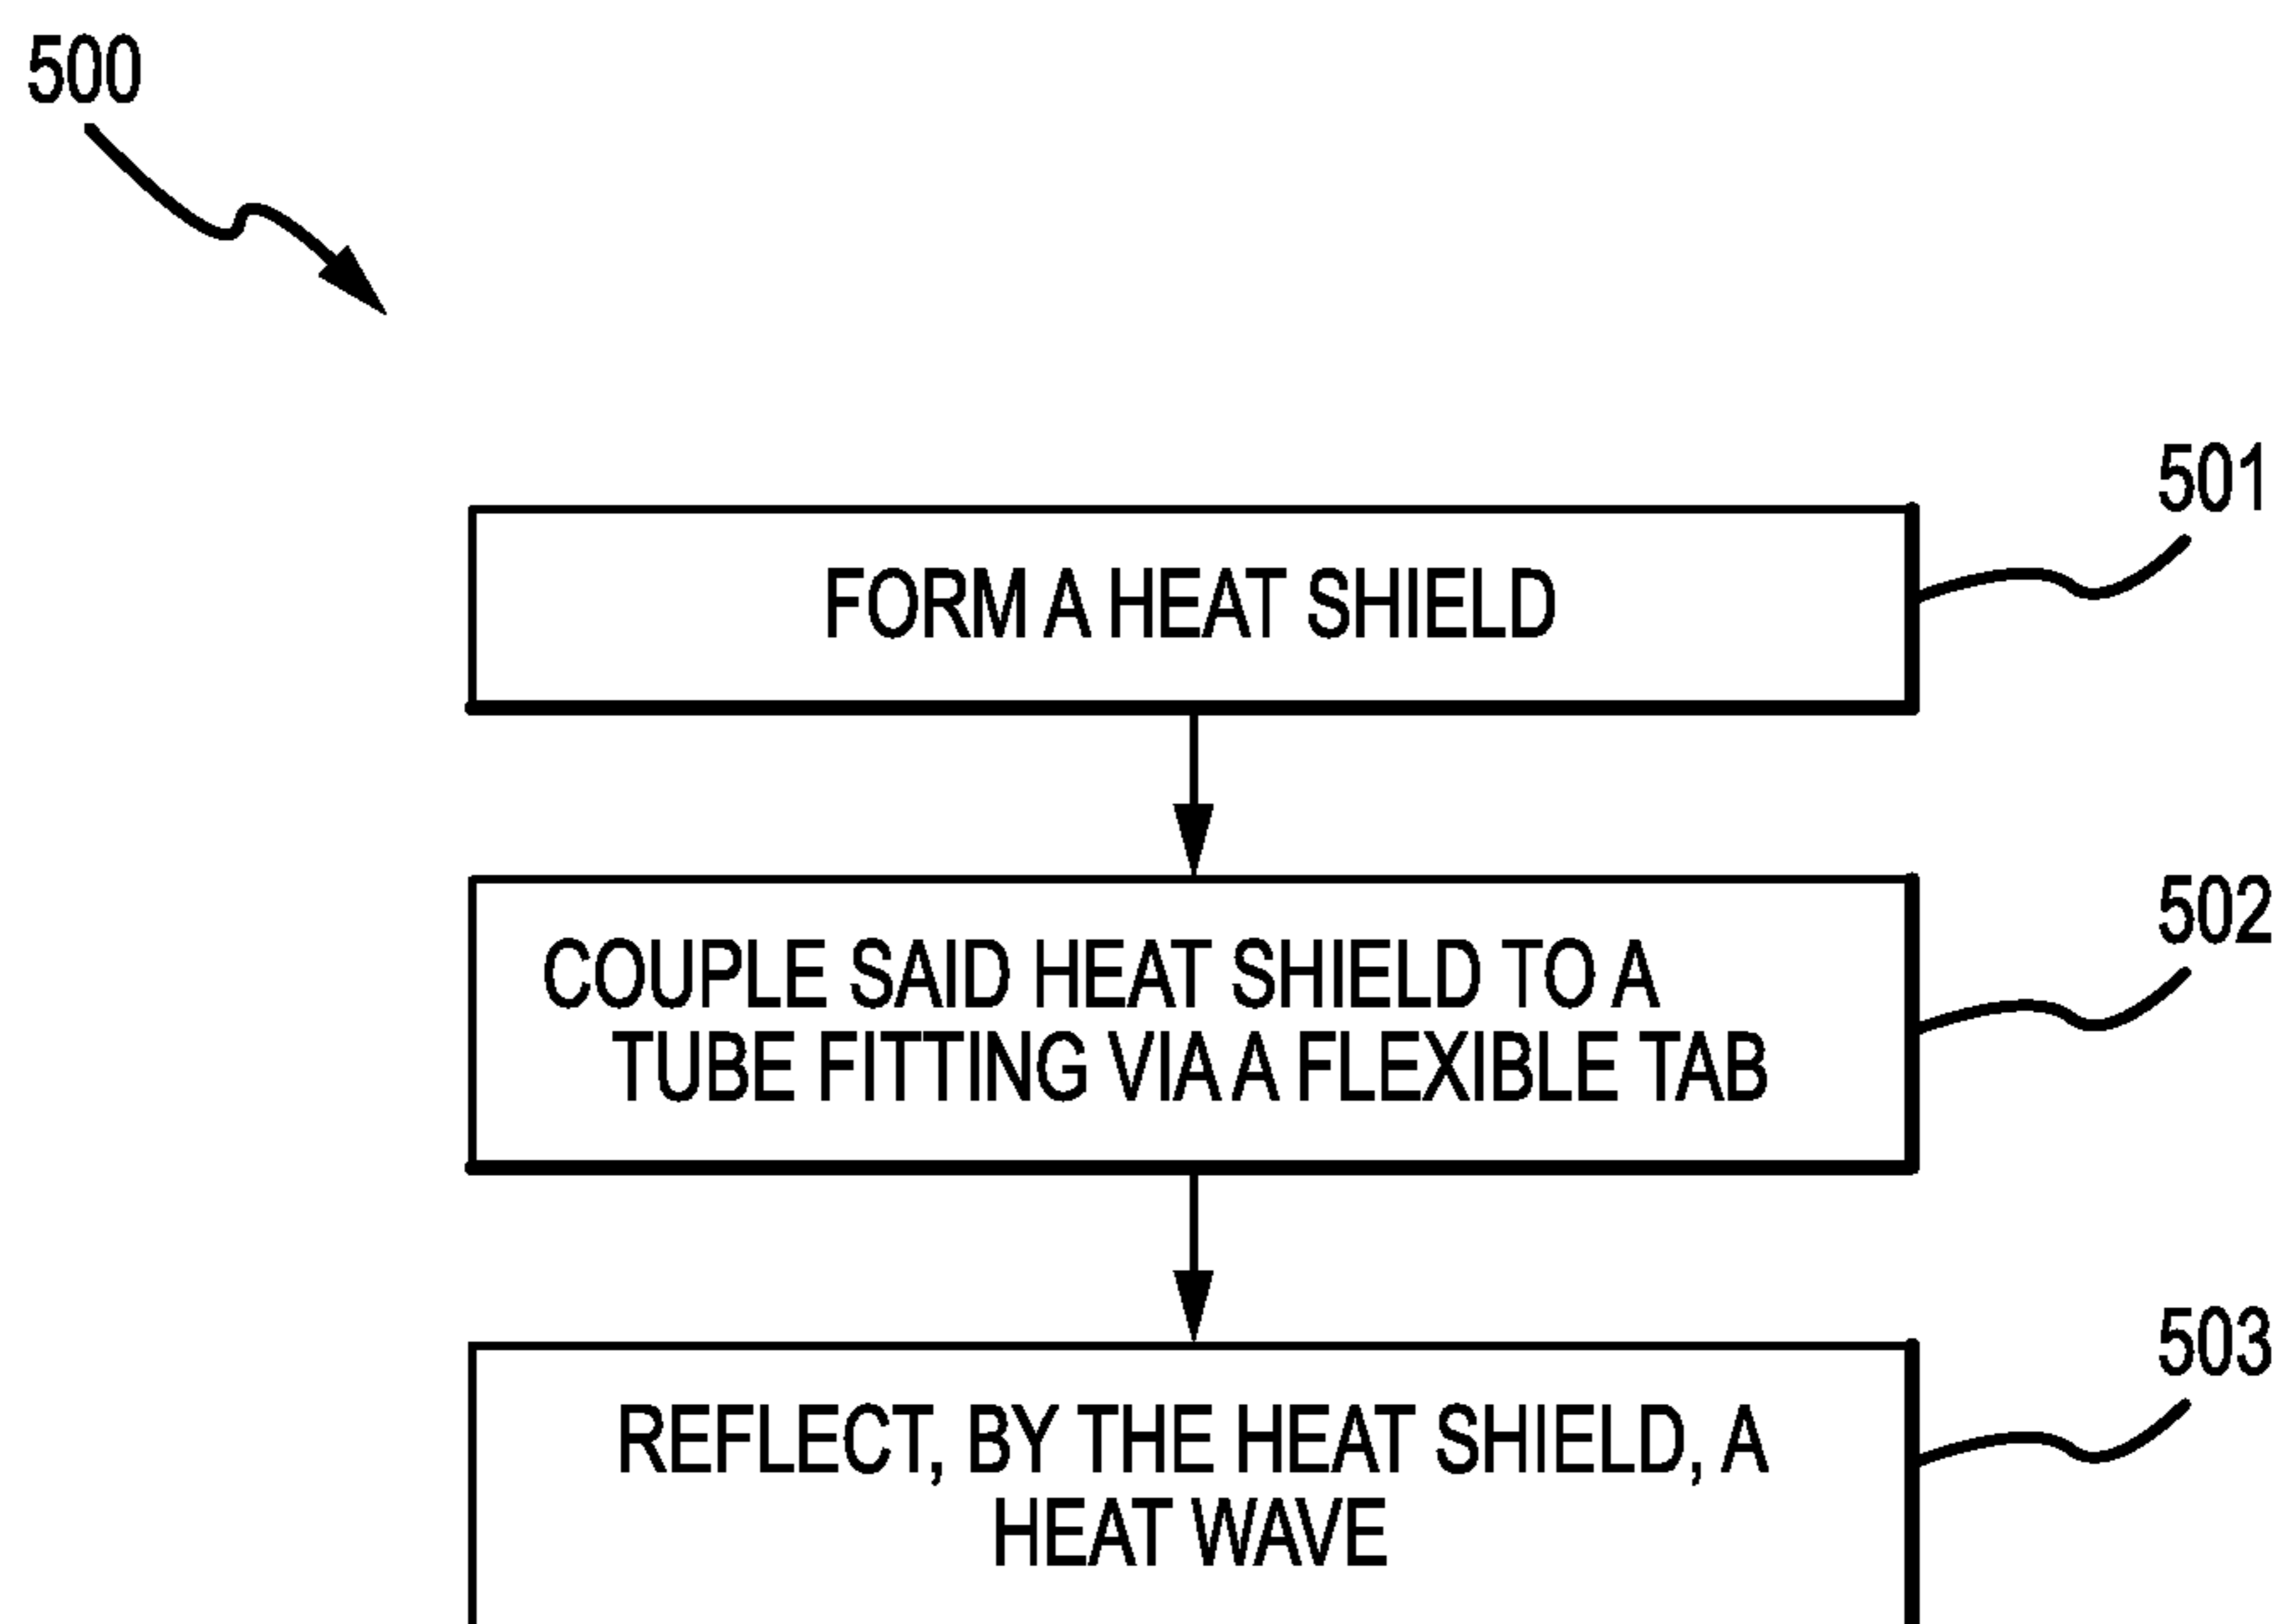 500
501
FORM A HEAT SHIELD
502
COUPLE SAID HEAT SHIELD TO A
TUBE FITTING VIA A FLEXIBLE TAB
503
REFLECT, BY THE HEAT SHIELD, A
HEAT WAVE